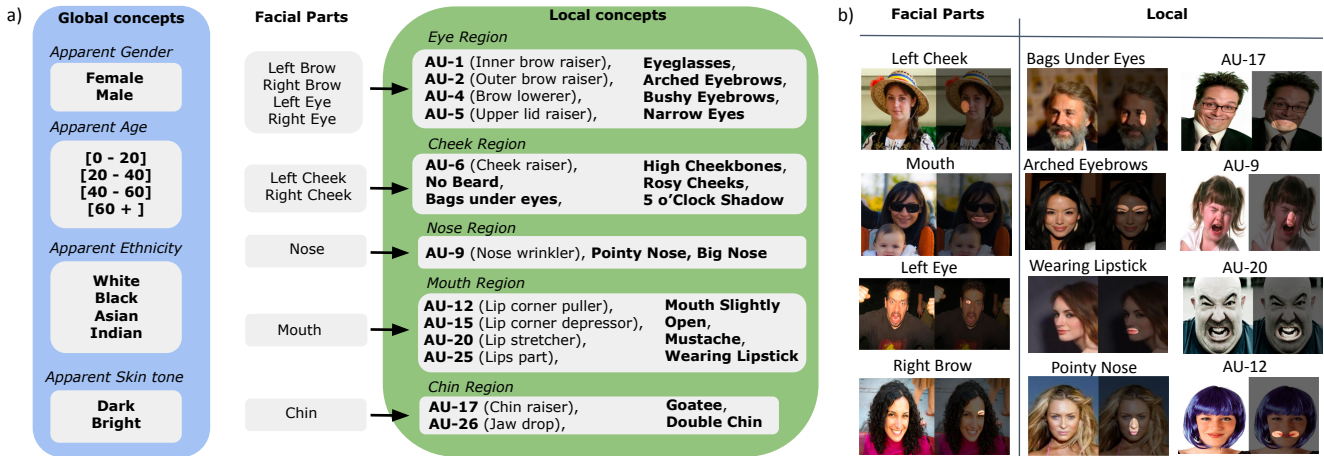 a)
Global concepts
Apparent Gender
Female
Male
Apparent Age
[0 - 20]
[20 - 40]
[40 - 60]
[60 + ]
Apparent Ethnicity
White
Black
Asian
Indian
Apparent Skin tone
Dark
Bright
Facial Parts
Left Brow
Right Brow
Left Eye
Right Eye
Left Cheek
Right Cheek
Nose
Mouth
Chin
Local concepts
Eye Region
AU-1 (Inner brow raiser), Eyeglasses,
AU-2 (Outer brow raiser), Arched Eyebrows,
AU-4 (Brow lowerer), Bushy Eyebrows,
AU-5 (Upper lid raiser), Narrow Eyes
Cheek Region
AU-6 (Cheek raiser), High Cheekbones,
No Beard, Rosy Cheeks,
Bags under eyes, 5 o'Clock Shadow
Nose Region
AU-9 (Nose wrinkler), Pointy Nose, Big Nose
Mouth Region
AU-12 (Lip corner puller), Mouth Slightly
AU-15 (Lip corner depressor), Open,
AU-20 (Lip stretcher), Mustache,
AU-25 (Lips part), Wearing Lipstick
Chin Region
AU-17 (Chin raiser), Goatee,
AU-26 (Jaw drop), Double Chin
b)
Facial Parts Local
Left Cheek Bags Under Eyes AU-17
Mouth Arched Eyebrows AU-9
Left Eye Wearing Lipstick AU-20
Right Brow Pointy Nose AU-12